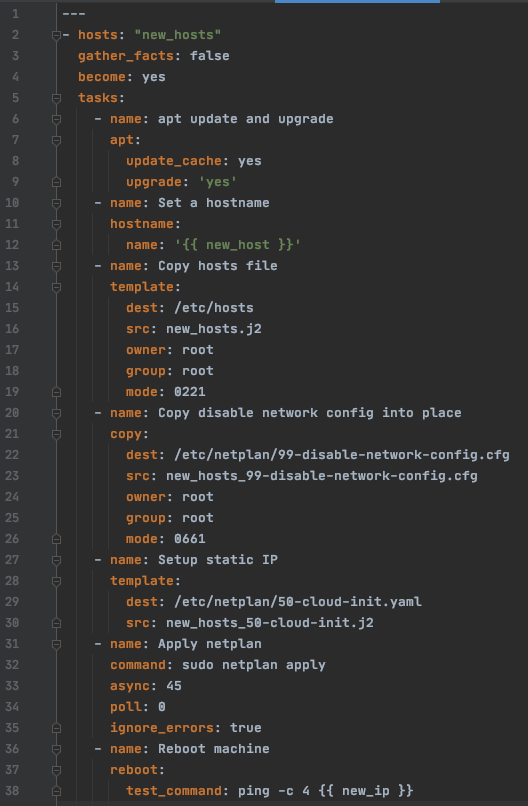 1 ---
2 - hosts: "new_hosts"
3   gather_facts: false
4   become: yes
5   tasks:
6     - name: apt update and upgrade
7       apt:
8         update_cache: yes
9         upgrade: 'yes'
10     - name: Set a hostname
11       hostname:
12         name: '{{ new_host }}'
13     - name: Copy hosts file
14       template:
15         dest: /etc/hosts
16         src: new_hosts.j2
17         owner: root
18         group: root
19         mode: 0221
20     - name: Copy disable network config into place
21       copy:
22         dest: /etc/netplan/99-disable-network-config.cfg
23         src: new_hosts_99-disable-network-config.cfg
24         owner: root
25         group: root
26         mode: 0661
27     - name: Setup static IP
28       template:
29         dest: /etc/netplan/50-cloud-init.yaml
30         src: new_hosts_50-cloud-init.j2
31     - name: Apply netplan
32       command: sudo netplan apply
33       async: 45
34       poll: 0
35       ignore_errors: true
36     - name: Reboot machine
37       reboot:
38         test_command: ping -c 4 {{ new_ip }}